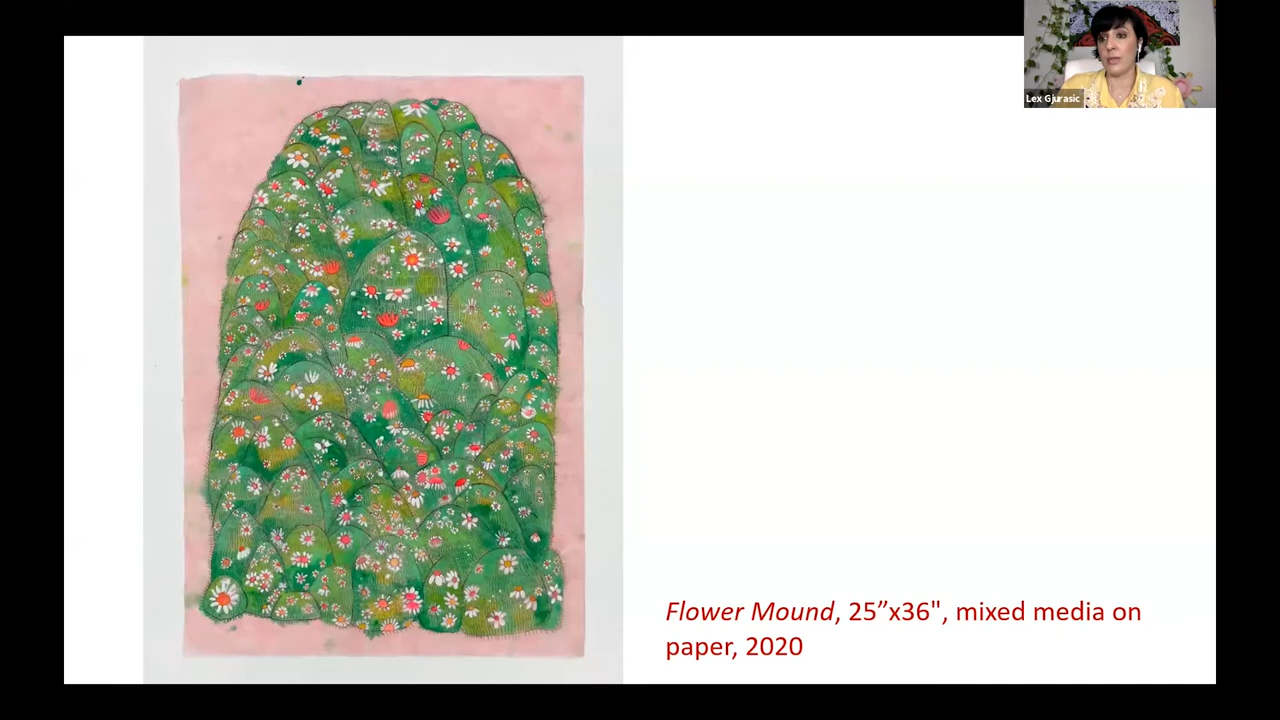 Lex Gjurasic
Flower Mound, 25”x36", mixed media on
paper, 2020